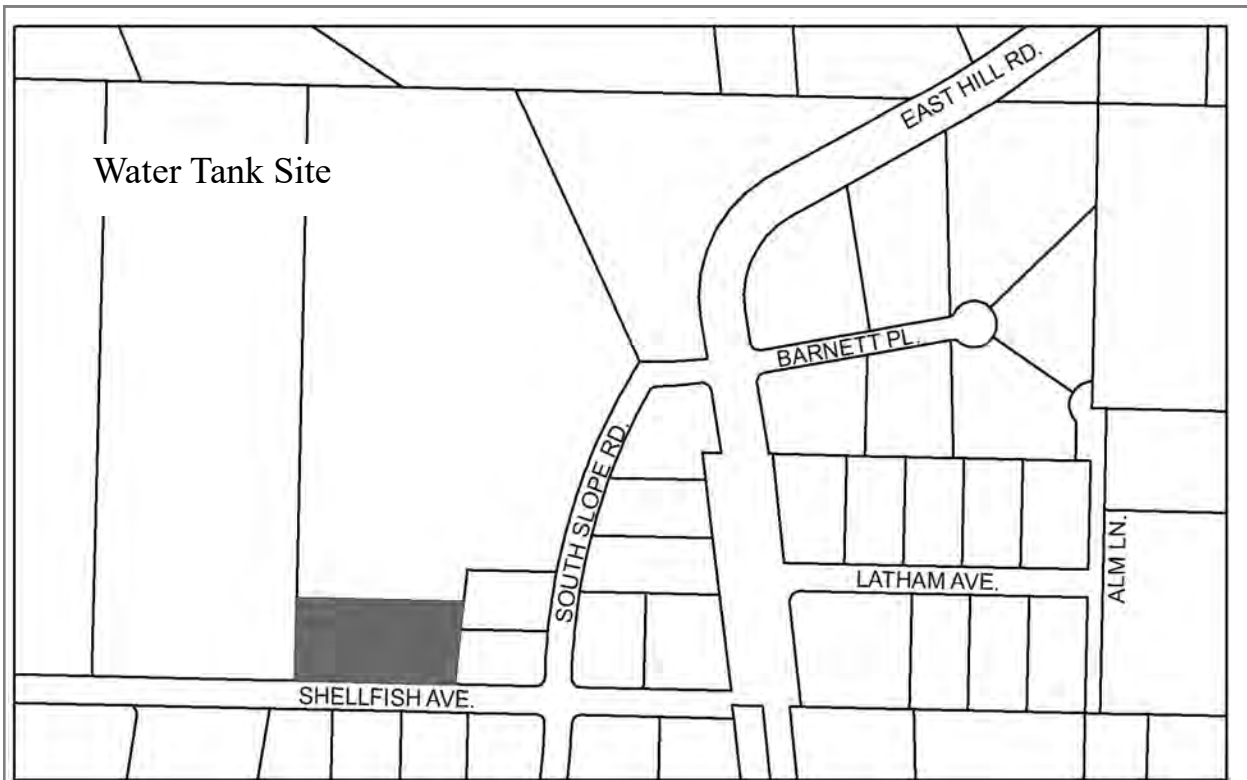 EAST HILL RD.
Water Tank Site
BARNETT PL.
SOUTH SLOPE RD.
ALM LN.
LATHAM AVE.
SHELLFISH AVE.